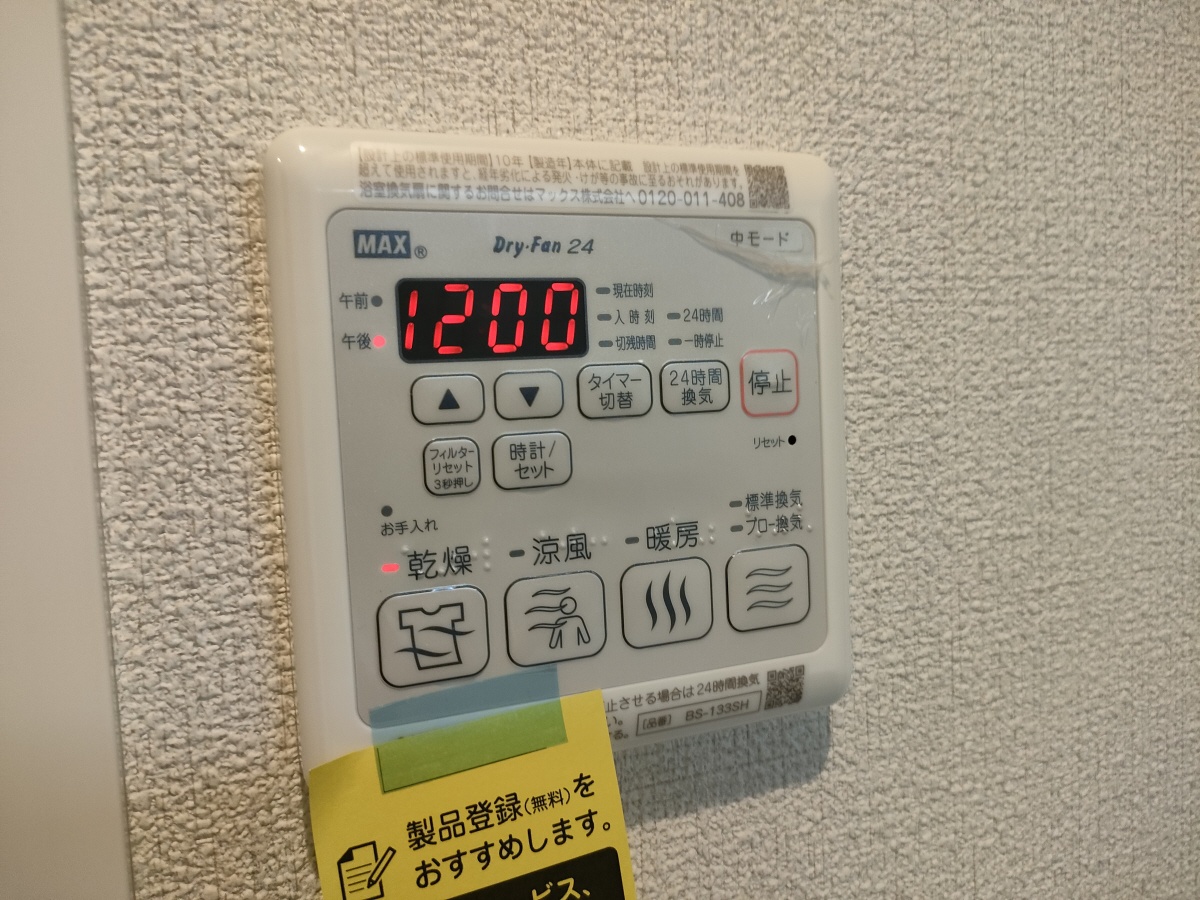 【設計上の標準使用期間】10年 【製造年】本体に記載 設計上の標準使用期間を
超えて使用されますと、経年劣化による発火・けが等の事故に至るおそれがあります。
浴室換気扇に関するお問合せはマックス株式会社へ 0120-011-408
MAX® Dry・Fan 24 中モード
午前
午後
1200
現在時刻
入時刻 24時間
切残時間 一時停止
▲ ▼ タイマー
切替 24時間
換気 停止
フィルター
リセット
3秒押し 時計/
セット リセット
お手入れ
乾燥 涼風 暖房 標準換気
プロー換気
止させる場合は24時間換気
い。 [品番] BS-133SH
る。
製品登録(無料)を
おすすめします。
ビス、